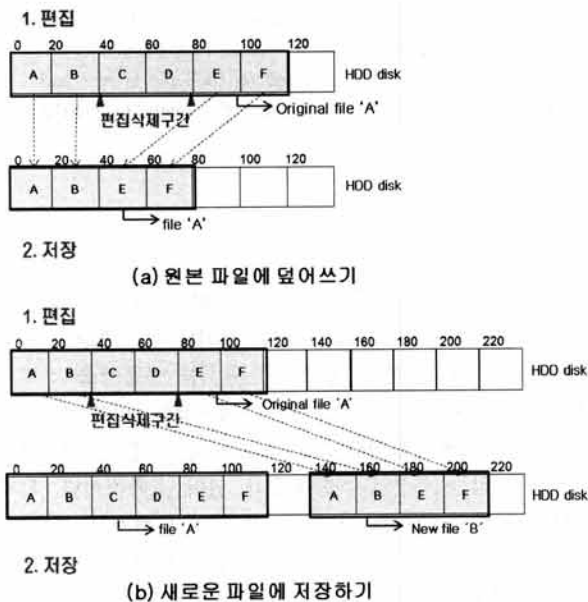 1. 편집
0 20 40 60 80 100 120
A B C D E F HDD disk
편집삭제구간 Original file 'A'
0 20 40 60 80 100 120
A B E F HDD disk
file 'A'
2. 저장
(a) 원본 파일에 덮어쓰기
1. 편집
0 20 40 60 80 100 120 140 160 180 200 220
A B C D E F HDD disk
편집삭제구간 Original file 'A'
0 20 40 60 80 100 120 140 160 180 200 220
A B C D E F A B E F HDD disk
file 'A' New file 'B'
2. 저장
(b) 새로운 파일에 저장하기